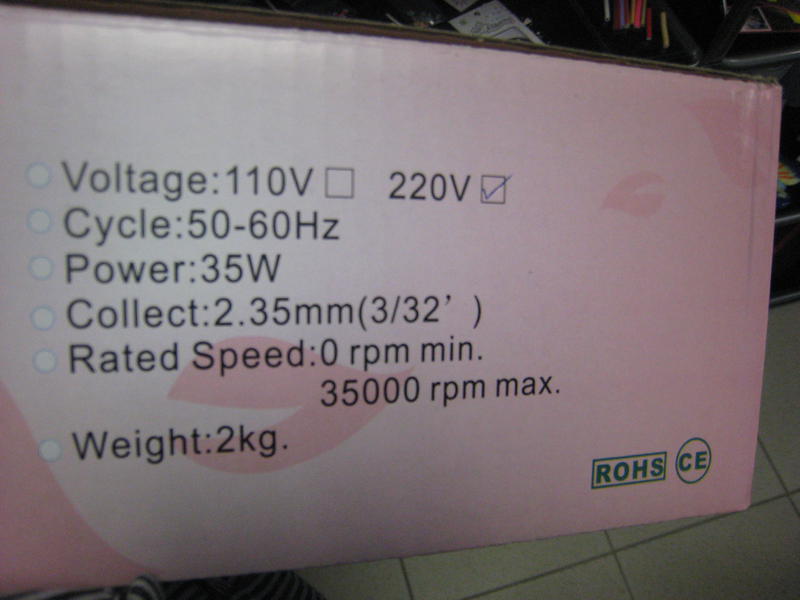 Voltage:110V 220V
Cycle:50-60Hz
Power:35W
Collect:2.35mm(3/32’ )
Rated Speed:0 rpm min.
35000 rpm max.
Weight:2kg.
ROHS CE